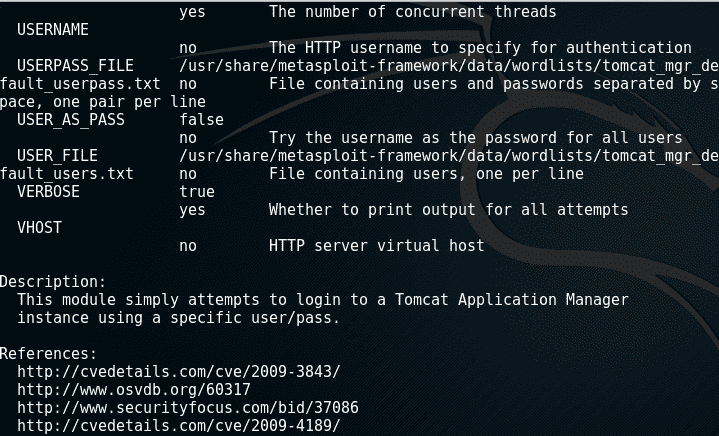 yes The number of concurrent threads
USERNAME
no The HTTP username to specify for authentication
USERPASS_FILE /usr/share/metasploit-framework/data/wordlists/tomcat_mgr_de
fault_userpass.txt no File containing users and passwords separated by s
pace, one pair per line
USER_AS_PASS false
no Try the username as the password for all users
USER_FILE /usr/share/metasploit-framework/data/wordlists/tomcat_mgr_de
fault_users.txt no File containing users, one per line
VERBOSE true
yes Whether to print output for all attempts
VHOST
no HTTP server virtual host
Description:
This module simply attempts to login to a Tomcat Application Manager
instance using a specific user/pass.
References:
http://cvedetails.com/cve/2009-3843/
http://www.osvdb.org/60317
http://www.securityfocus.com/bid/37086
http://cvedetails.com/cve/2009-4189/